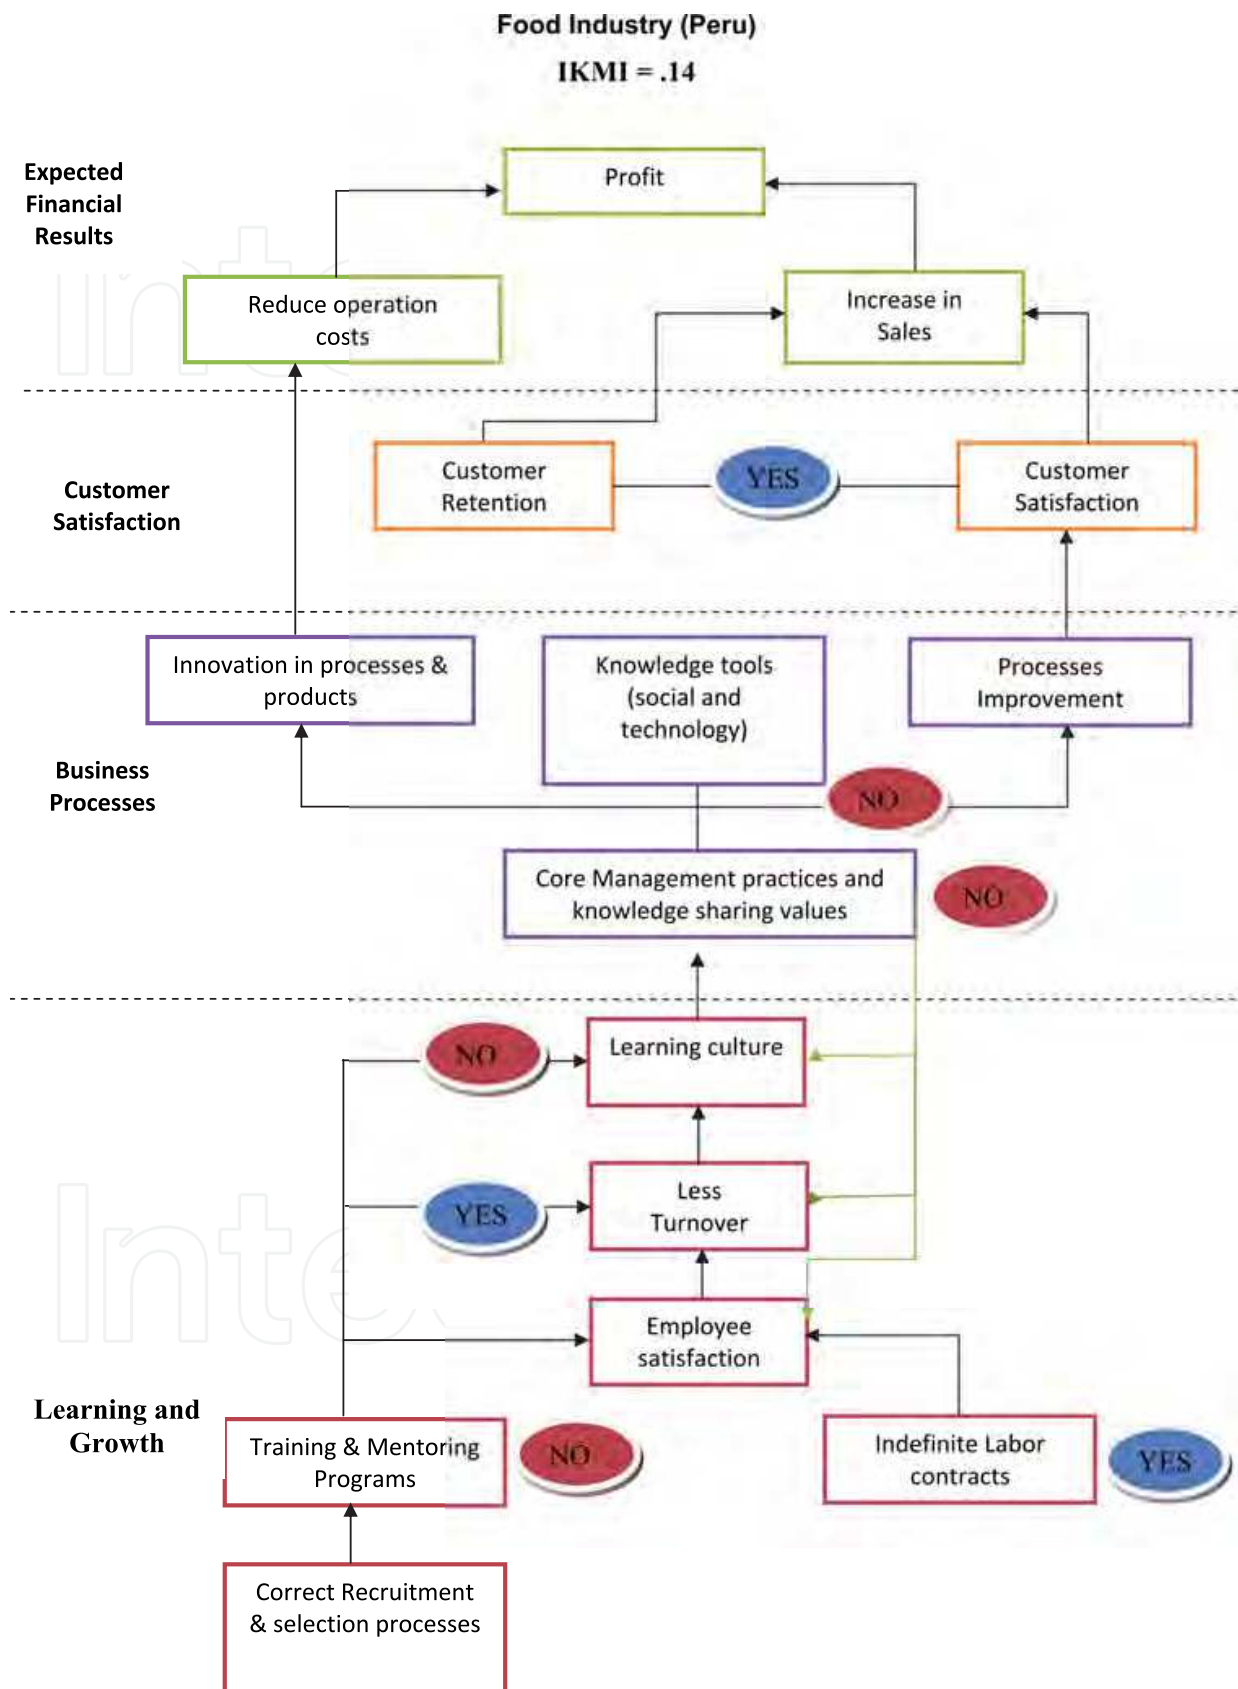 Food Industry (Peru)
IKMI = .14
Expected
Financial
Results
Profit
Reduce operation
costs
Increase in
Sales
Customer
Satisfaction
Customer
Retention
YES
Customer
Satisfaction
Innovation in processes &
products
Knowledge tools
(social and
technology)
Processes
Improvement
Business
Processes
NO
Core Management practices and
knowledge sharing values
NO
NO
Learning culture
YES
Less
Turnover
Employee
satisfaction
Learning and
Growth
Training & Mentoring
Programs
NO
Indefinite Labor
contracts
YES
Correct Recruitment
& selection processes
Inte
Inte